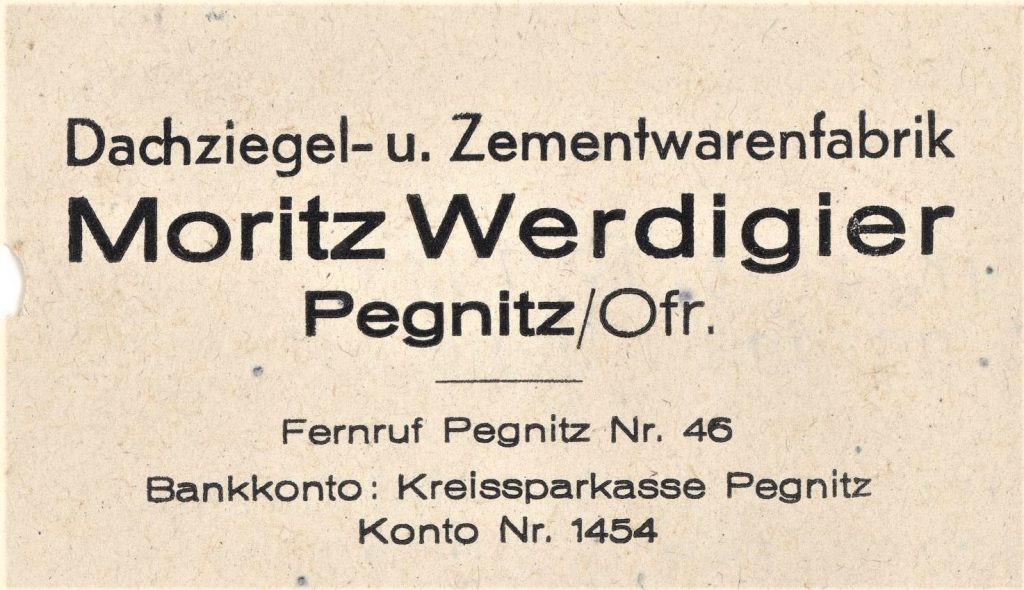 Dachziegel- u. Zementwarenfabrik
Moritz Werdigier
Pegnitz/Ofr.
Fernruf Pegnitz Nr. 46
Bankkonto: Kreissparkasse Pegnitz
Konto Nr. 1454